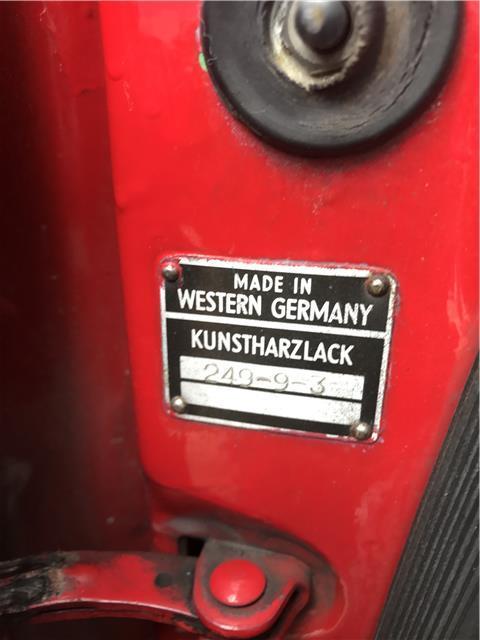 MADE IN
WESTERN GERMANY
KUNSTHARZLACK
249-9-3